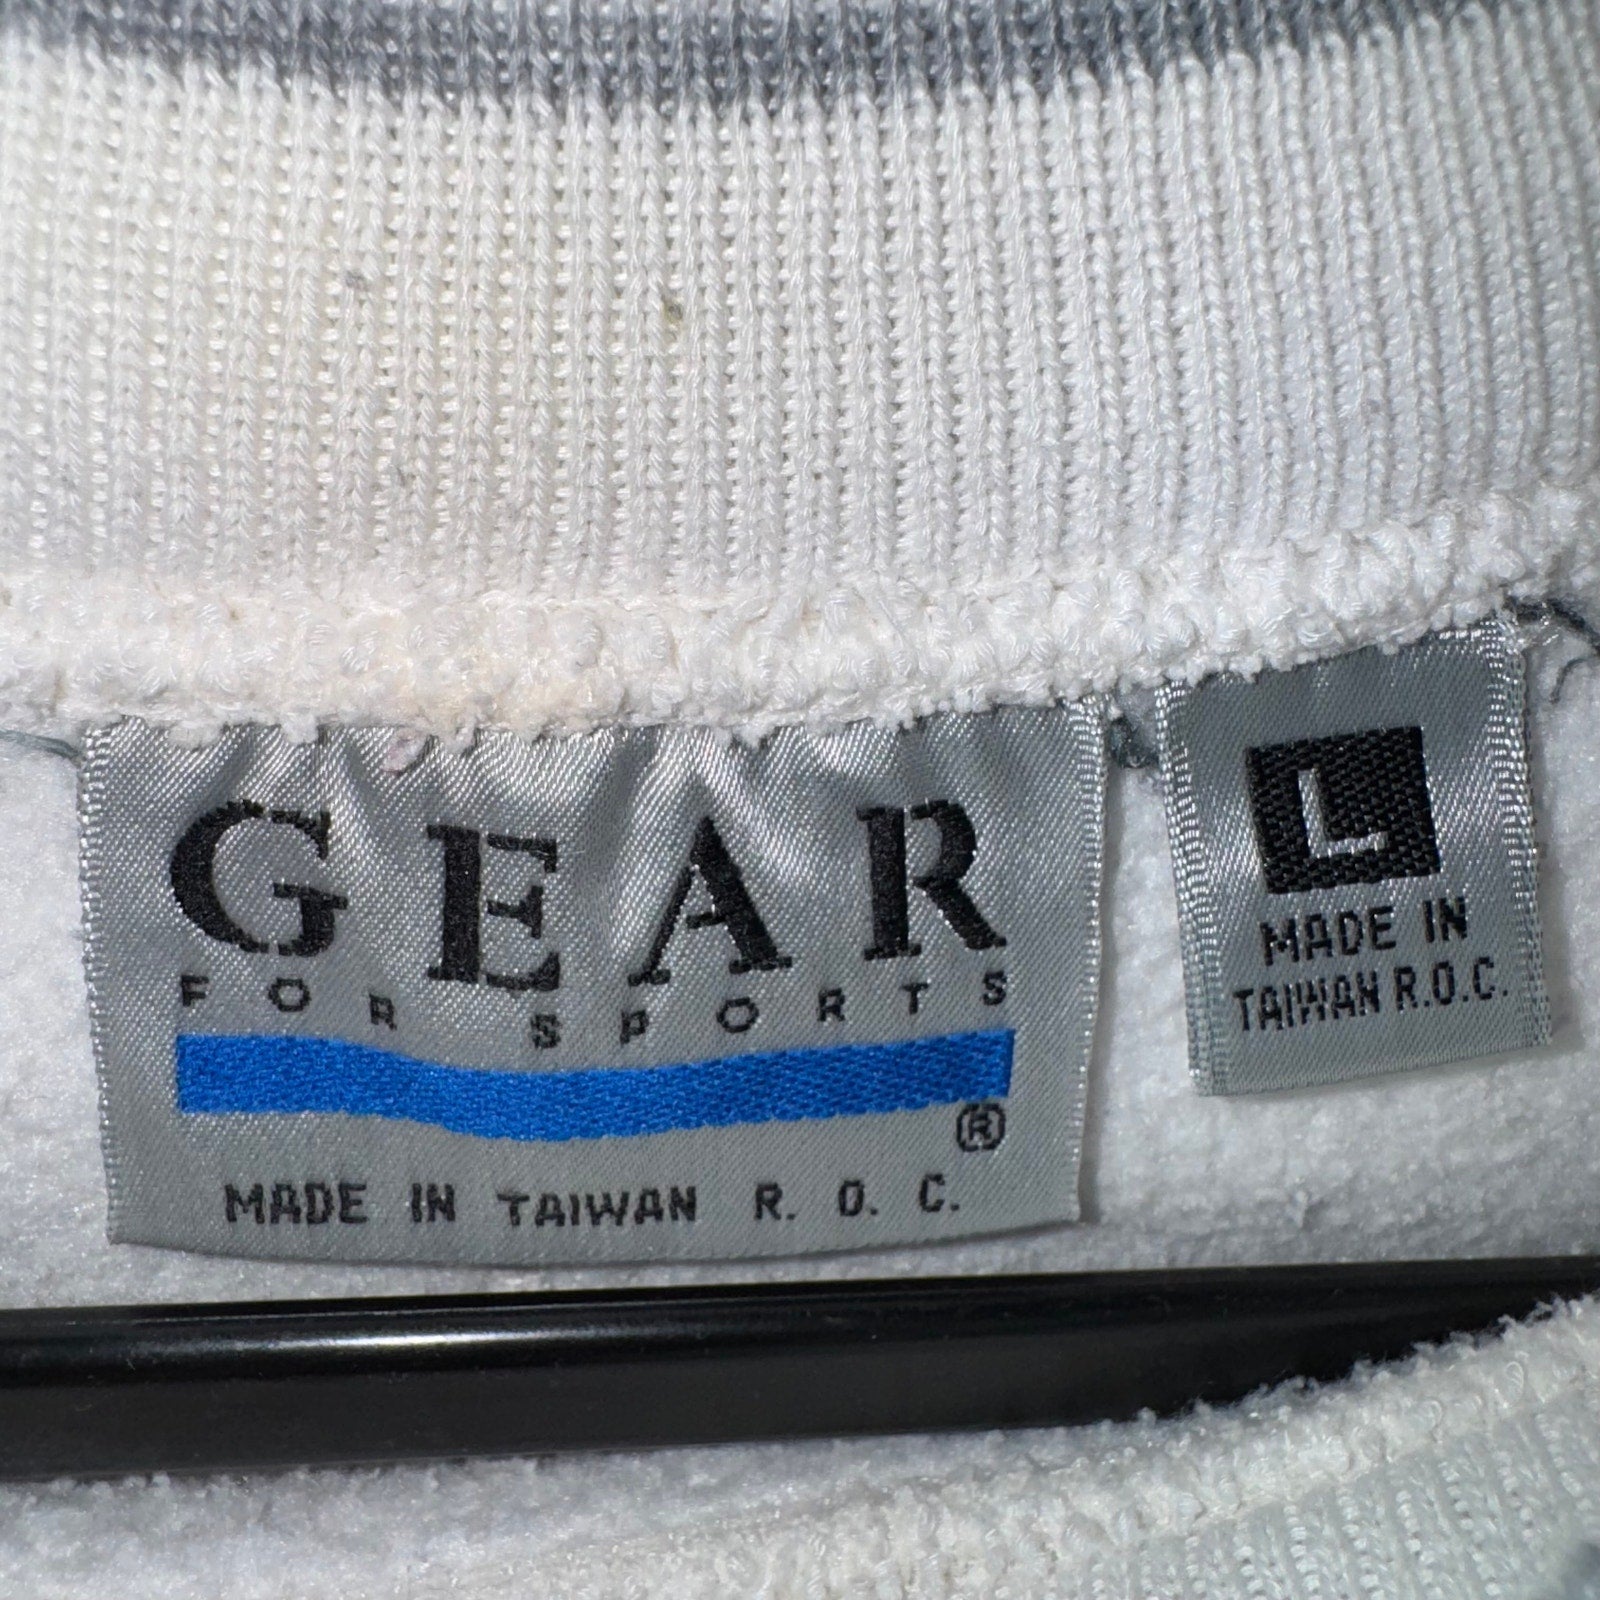 GEAR
FOR SPORTS
®
MADE IN TAIWAN R. O. C.
L
MADE IN
TAIWAN R.O.C.